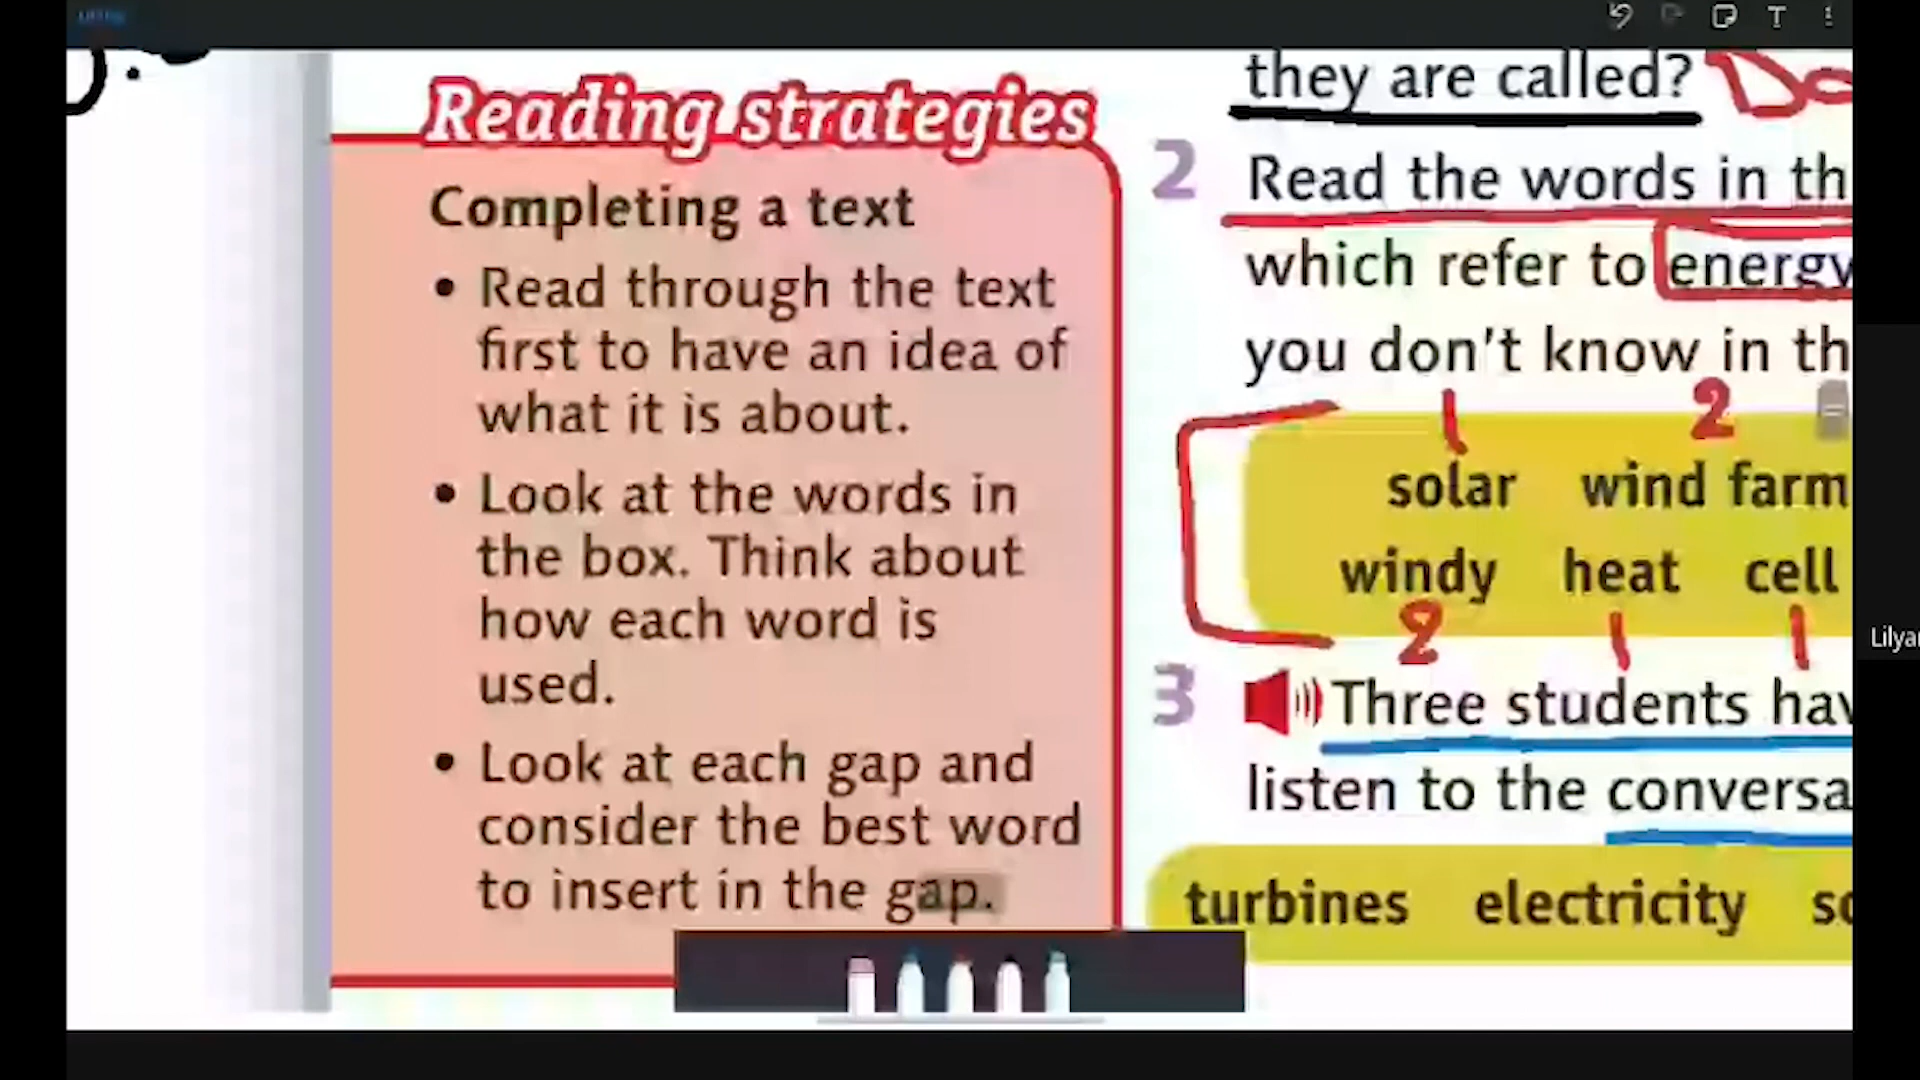 Reading strategies
Completing a text
• Read through the text
first to have an idea of
what it is about.
• Look at the words in
the box. Think about
how each word is
used.
• Look at each gap and
consider the best word
to insert in the gap.
they are called?
2 Read the words in th
which refer to energy
you don't know in th
1 2
solar wind farm
windy heat cell
2 1 1
3 Three students hav
listen to the conversa
turbines electricity so
Lilya